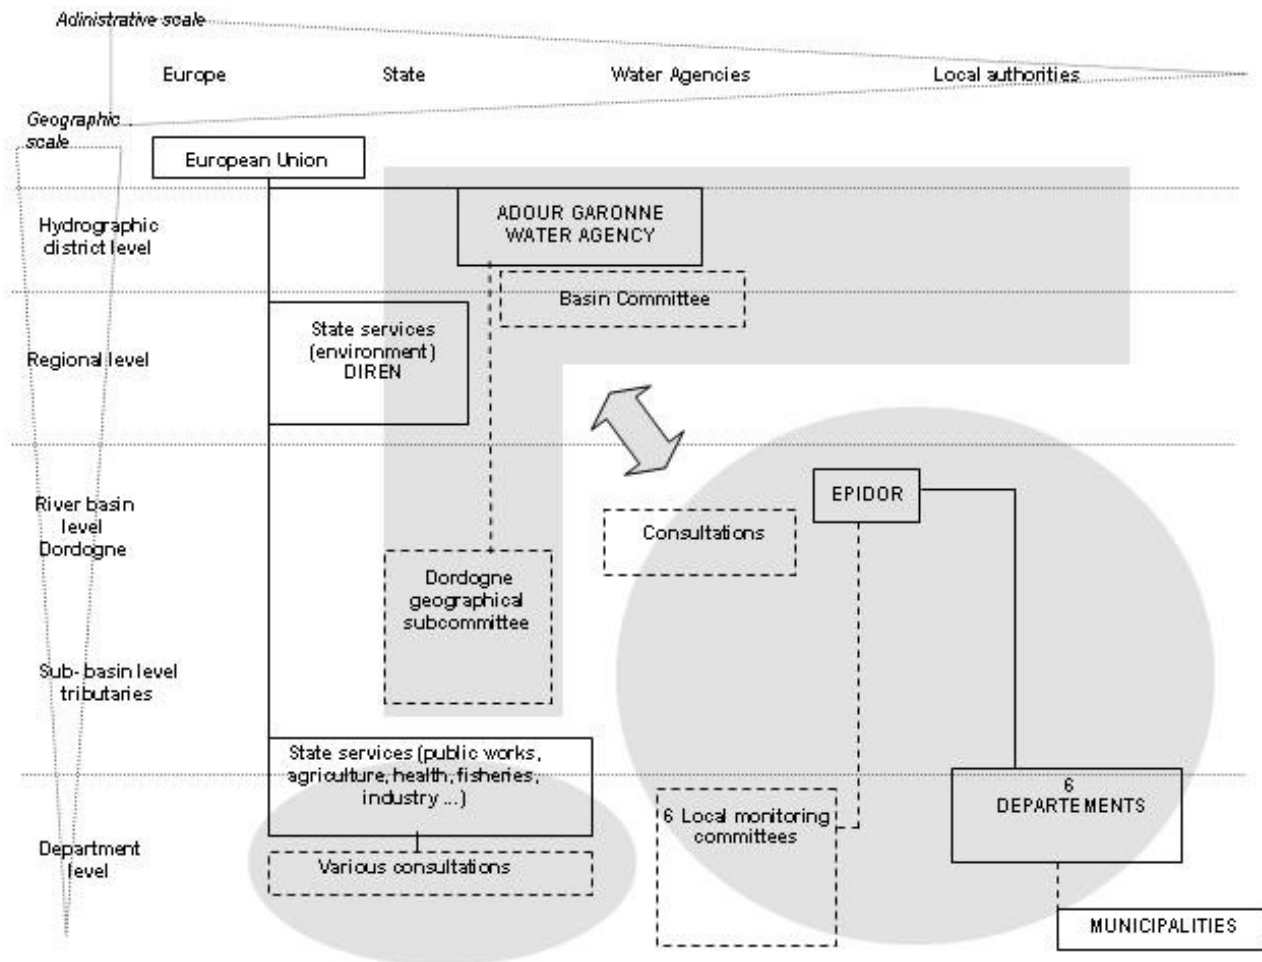 Adinistrative scale
Europe
State
Water Agencies
Local authorities
Geographic
scale
European Union
Hydrographic
district level
ADOUR GARONNE
WATER AGENCY
Basin Committee
Regional level
State services
(environment)
DIREN
River basin
level
Dordogne
EPIDOR
Consultations
Dordogne
geographical
subcommittee
Sub- basin level
tributaries
State services (public works,
agriculture, health, fisheries,
industry ...)
6
DEPARTEMENTS
6 Local monitoring
committees
Department
level
Various consultations
MUNICIPALITIES